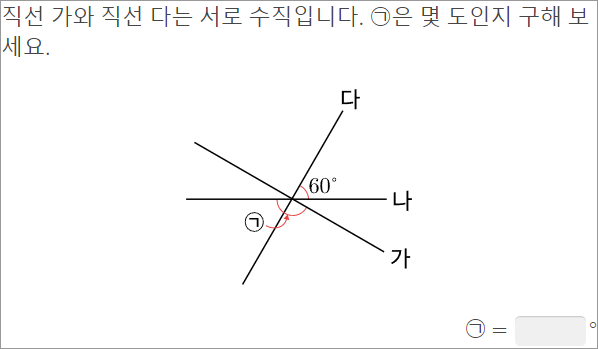 직선 가와 직선 다는 서로 수직입니다. ㉠은 몇 도인지 구해 보
세요.
다
60°
나
㉠
가
㉠ = °